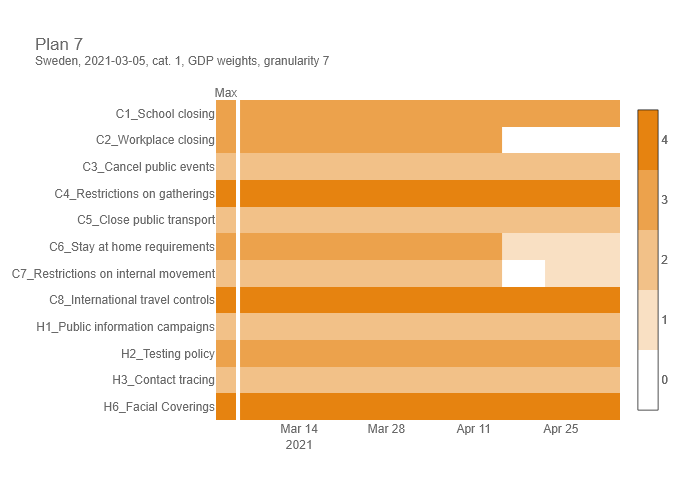 Plan 7
Sweden, 2021-03-05, cat. 1, GDP weights, granularity 7
Max
C1_School closing
C2_Workplace closing
C3_Cancel public events
C4_Restrictions on gatherings
C5_Close public transport
C6_Stay at home requirements
C7_Restrictions on internal movement
C8_International travel controls
H1_Public information campaigns
H2_Testing policy
H3_Contact tracing
H6_Facial Coverings
Mar 14 Mar 28 Apr 11 Apr 25
2021
4
3
2
1
0